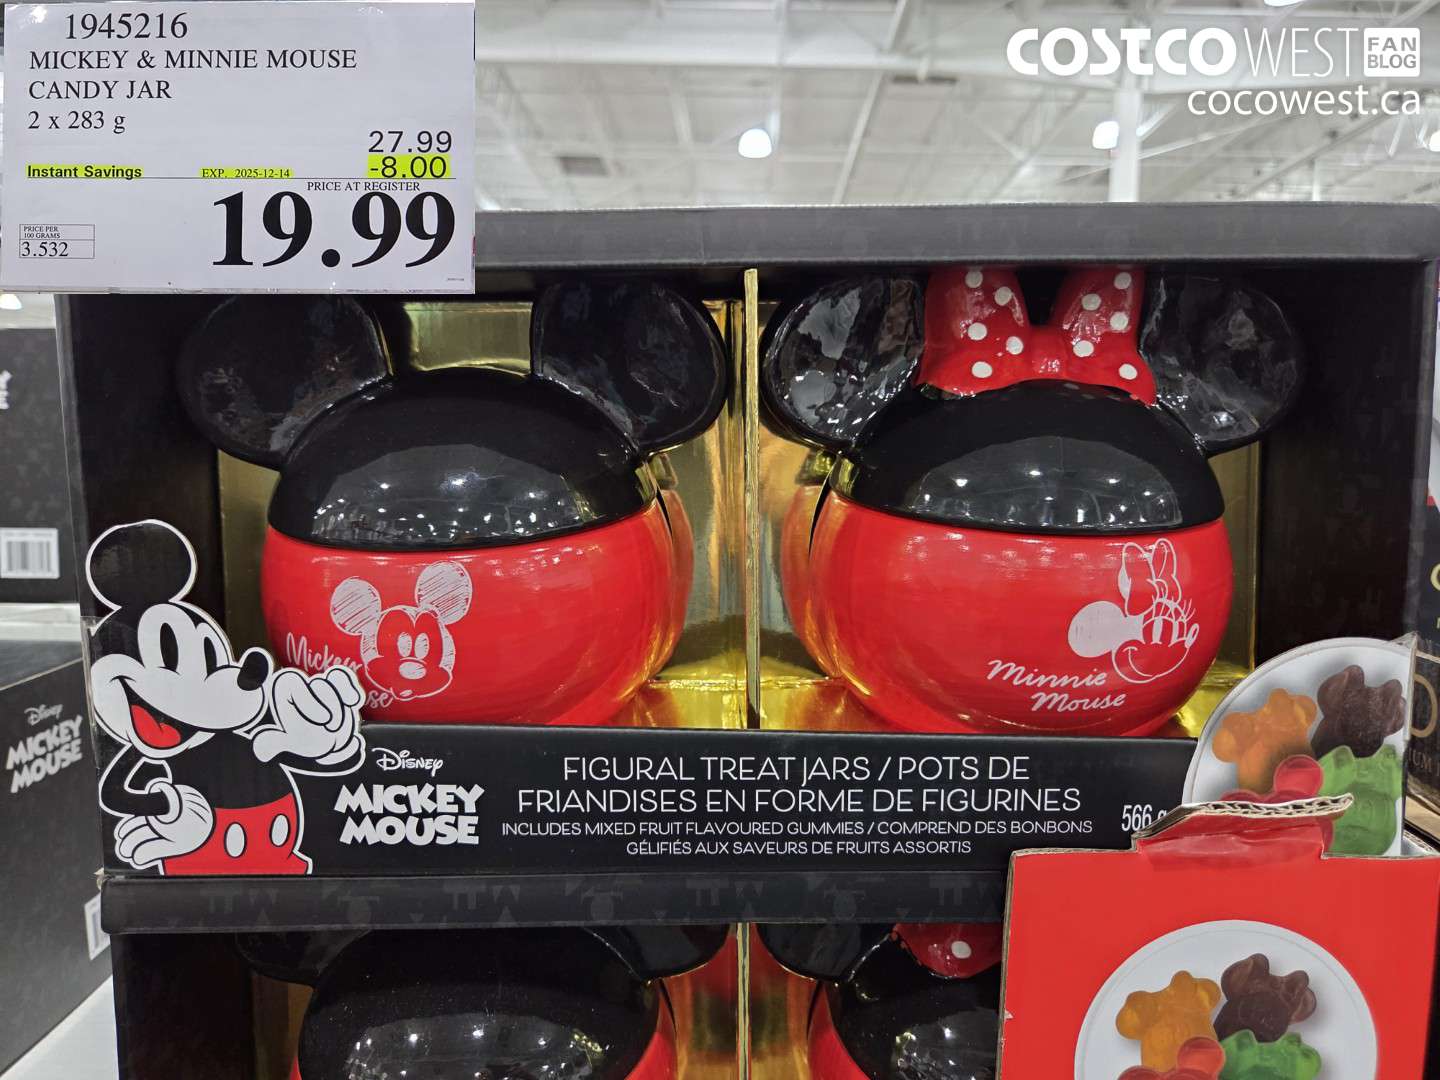 1945216
MICKEY & MINNIE MOUSE
CANDY JAR
2 x 283 g
27.99
Instant Savings EXP. 2025-12-14 -8.00
PRICE AT REGISTER
19.99
PRICE PER
100 GRAMS
3.532
COSTCO WEST FAN BLOG
cocowest.ca
Mickey
Minnie
Mouse
Disney
MICKEY
MOUSE
Disney
MICKEY
MOUSE
FIGURAL TREAT JARS / POTS DE
FRIANDISES EN FORME DE FIGURINES
INCLUDES MIXED FRUIT FLAVOURED GUMMIES / COMPREND DES BONBONS
GÉLIFIÉS AUX SAVEURS DE FRUITS ASSORTIS
566 g